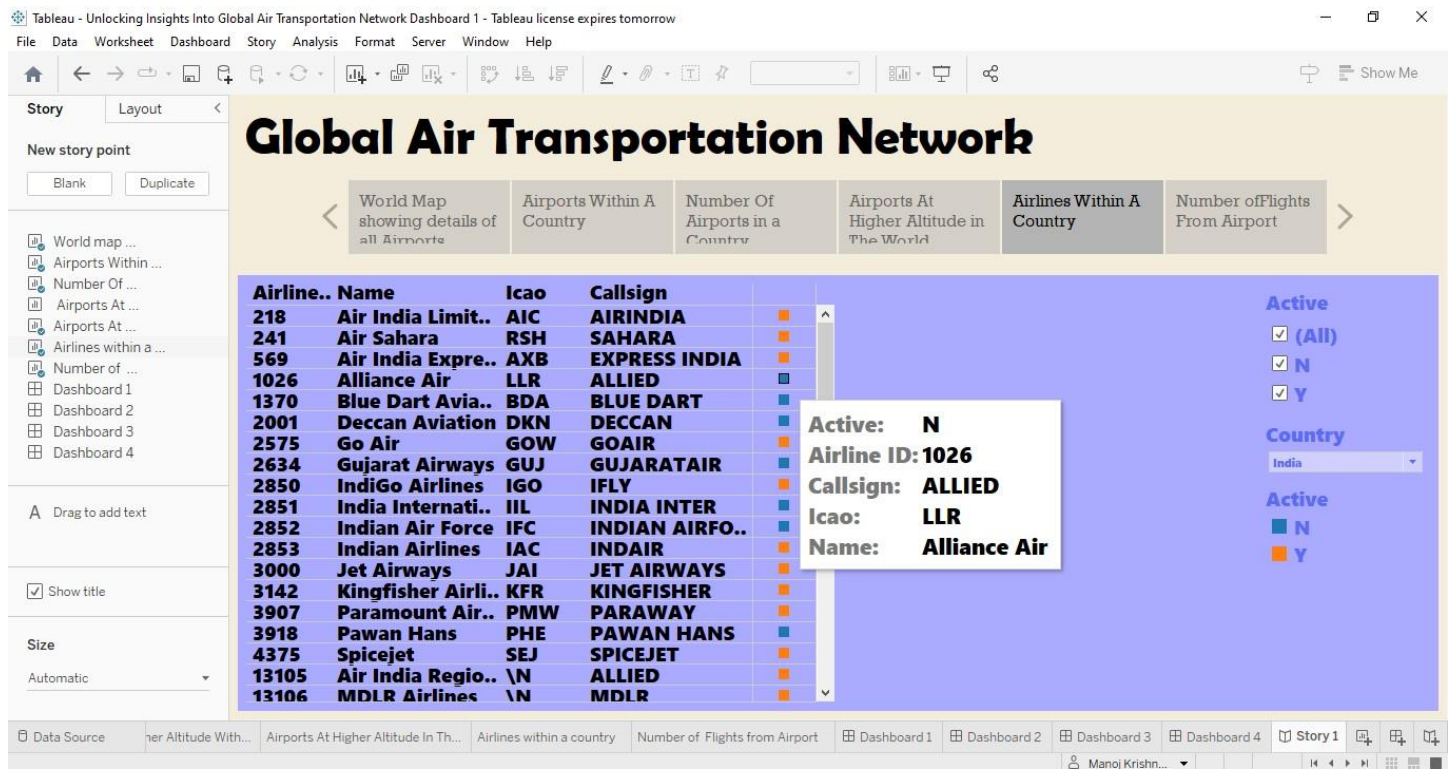 Tableau - Unlocking Insights Into Global Air Transportation Network Dashboard 1 - Tableau license expires tomorrow
File Data Worksheet Dashboard Story Analysis Format Server Window Help
Show Me
Story Layout
New story point
Blank Duplicate
World map ...
Airports Within ...
Number Of ...
Airports At ...
Airports At ...
Airlines within a ...
Number of ...
Dashboard 1
Dashboard 2
Dashboard 3
Dashboard 4
A Drag to add text
Show title
Size
Automatic
Global Air Transportation Network
World Map showing details of all Airports
Airports Within A Country
Number Of Airports in a Country
Airports At Higher Altitude in The World
Airlines Within A Country
Number ofFlights From Airport
Airline.. Name Icao Callsign
218 Air India Limit.. AIC AIRINDIA
241 Air Sahara RSH SAHARA
569 Air India Expre.. AXB EXPRESS INDIA
1026 Alliance Air LLR ALLIED
1370 Blue Dart Avia.. BDA BLUE DART
2001 Deccan Aviation DKN DECCAN
2575 Go Air GOW GOAIR
2634 Gujarat Airways GUJ GUJARATAIR
2850 IndiGo Airlines IGO IFLY
2851 India Internati.. IIL INDIA INTER
2852 Indian Air Force IFC INDIAN AIRFO..
2853 Indian Airlines IAC INDAIR
3000 Jet Airways JAI JET AIRWAYS
3142 Kingfisher Airli.. KFR KINGFISHER
3907 Paramount Air.. PMW PARAWAY
3918 Pawan Hans PHE PAWAN HANS
4375 Spicejet SEJ SPICEJET
13105 Air India Regio.. \N ALLIED
13106 MDLR Airlines \N MDLR
Active: N
Airline ID: 1026
Callsign: ALLIED
Icao: LLR
Name: Alliance Air
Active
(All)
N
Y
Country
India
Active
N
Y
Data Source her Altitude With... Airports At Higher Altitude In Th... Airlines within a country Number of Flights from Airport Dashboard 1 Dashboard 2 Dashboard 3 Dashboard 4 Story 1
Manoj Krishn...